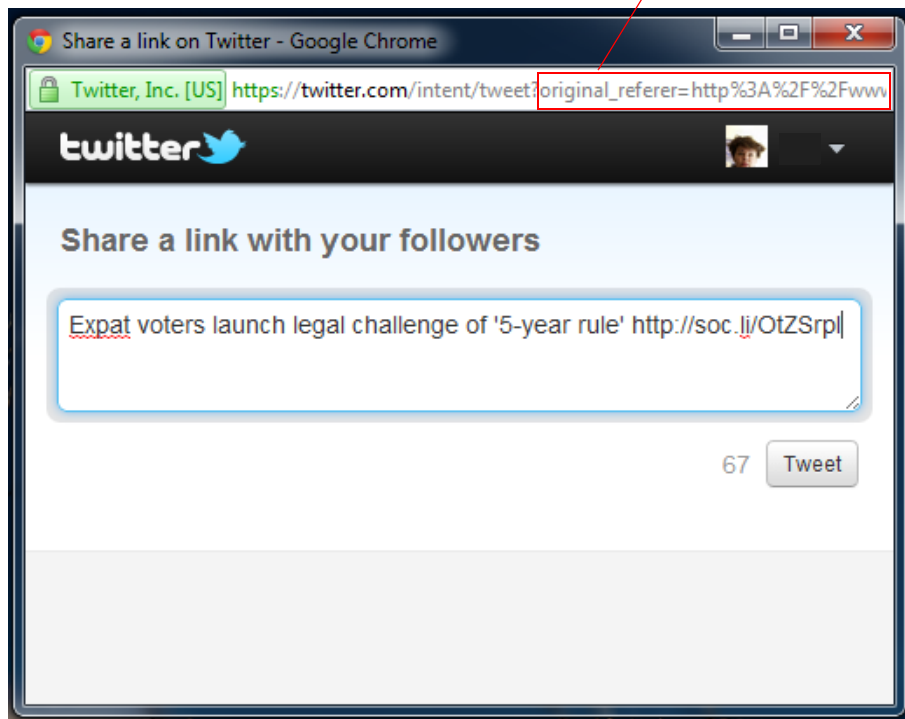 Share a link on Twitter - Google Chrome
Twitter, Inc. [US] https://twitter.com/intent/tweet?original_referer=http%3A%2F%2Fwww
twitter
Share a link with your followers
Expat voters launch legal challenge of '5-year rule' http://soc.li/OtZSrpl
67 Tweet